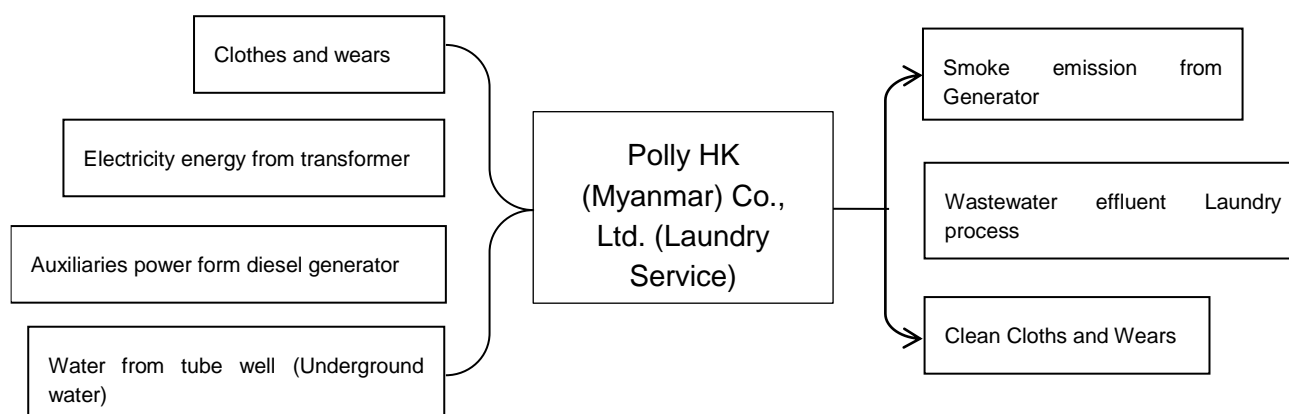 Clothes and wears
Electricity energy from transformer
Auxiliaries power form diesel generator
Water from tube well (Underground
water)
Polly HK
(Myanmar) Co.,
Ltd. (Laundry
Service)
Smoke emission from
Generator
Wastewater effluent Laundry
process
Clean Cloths and Wears